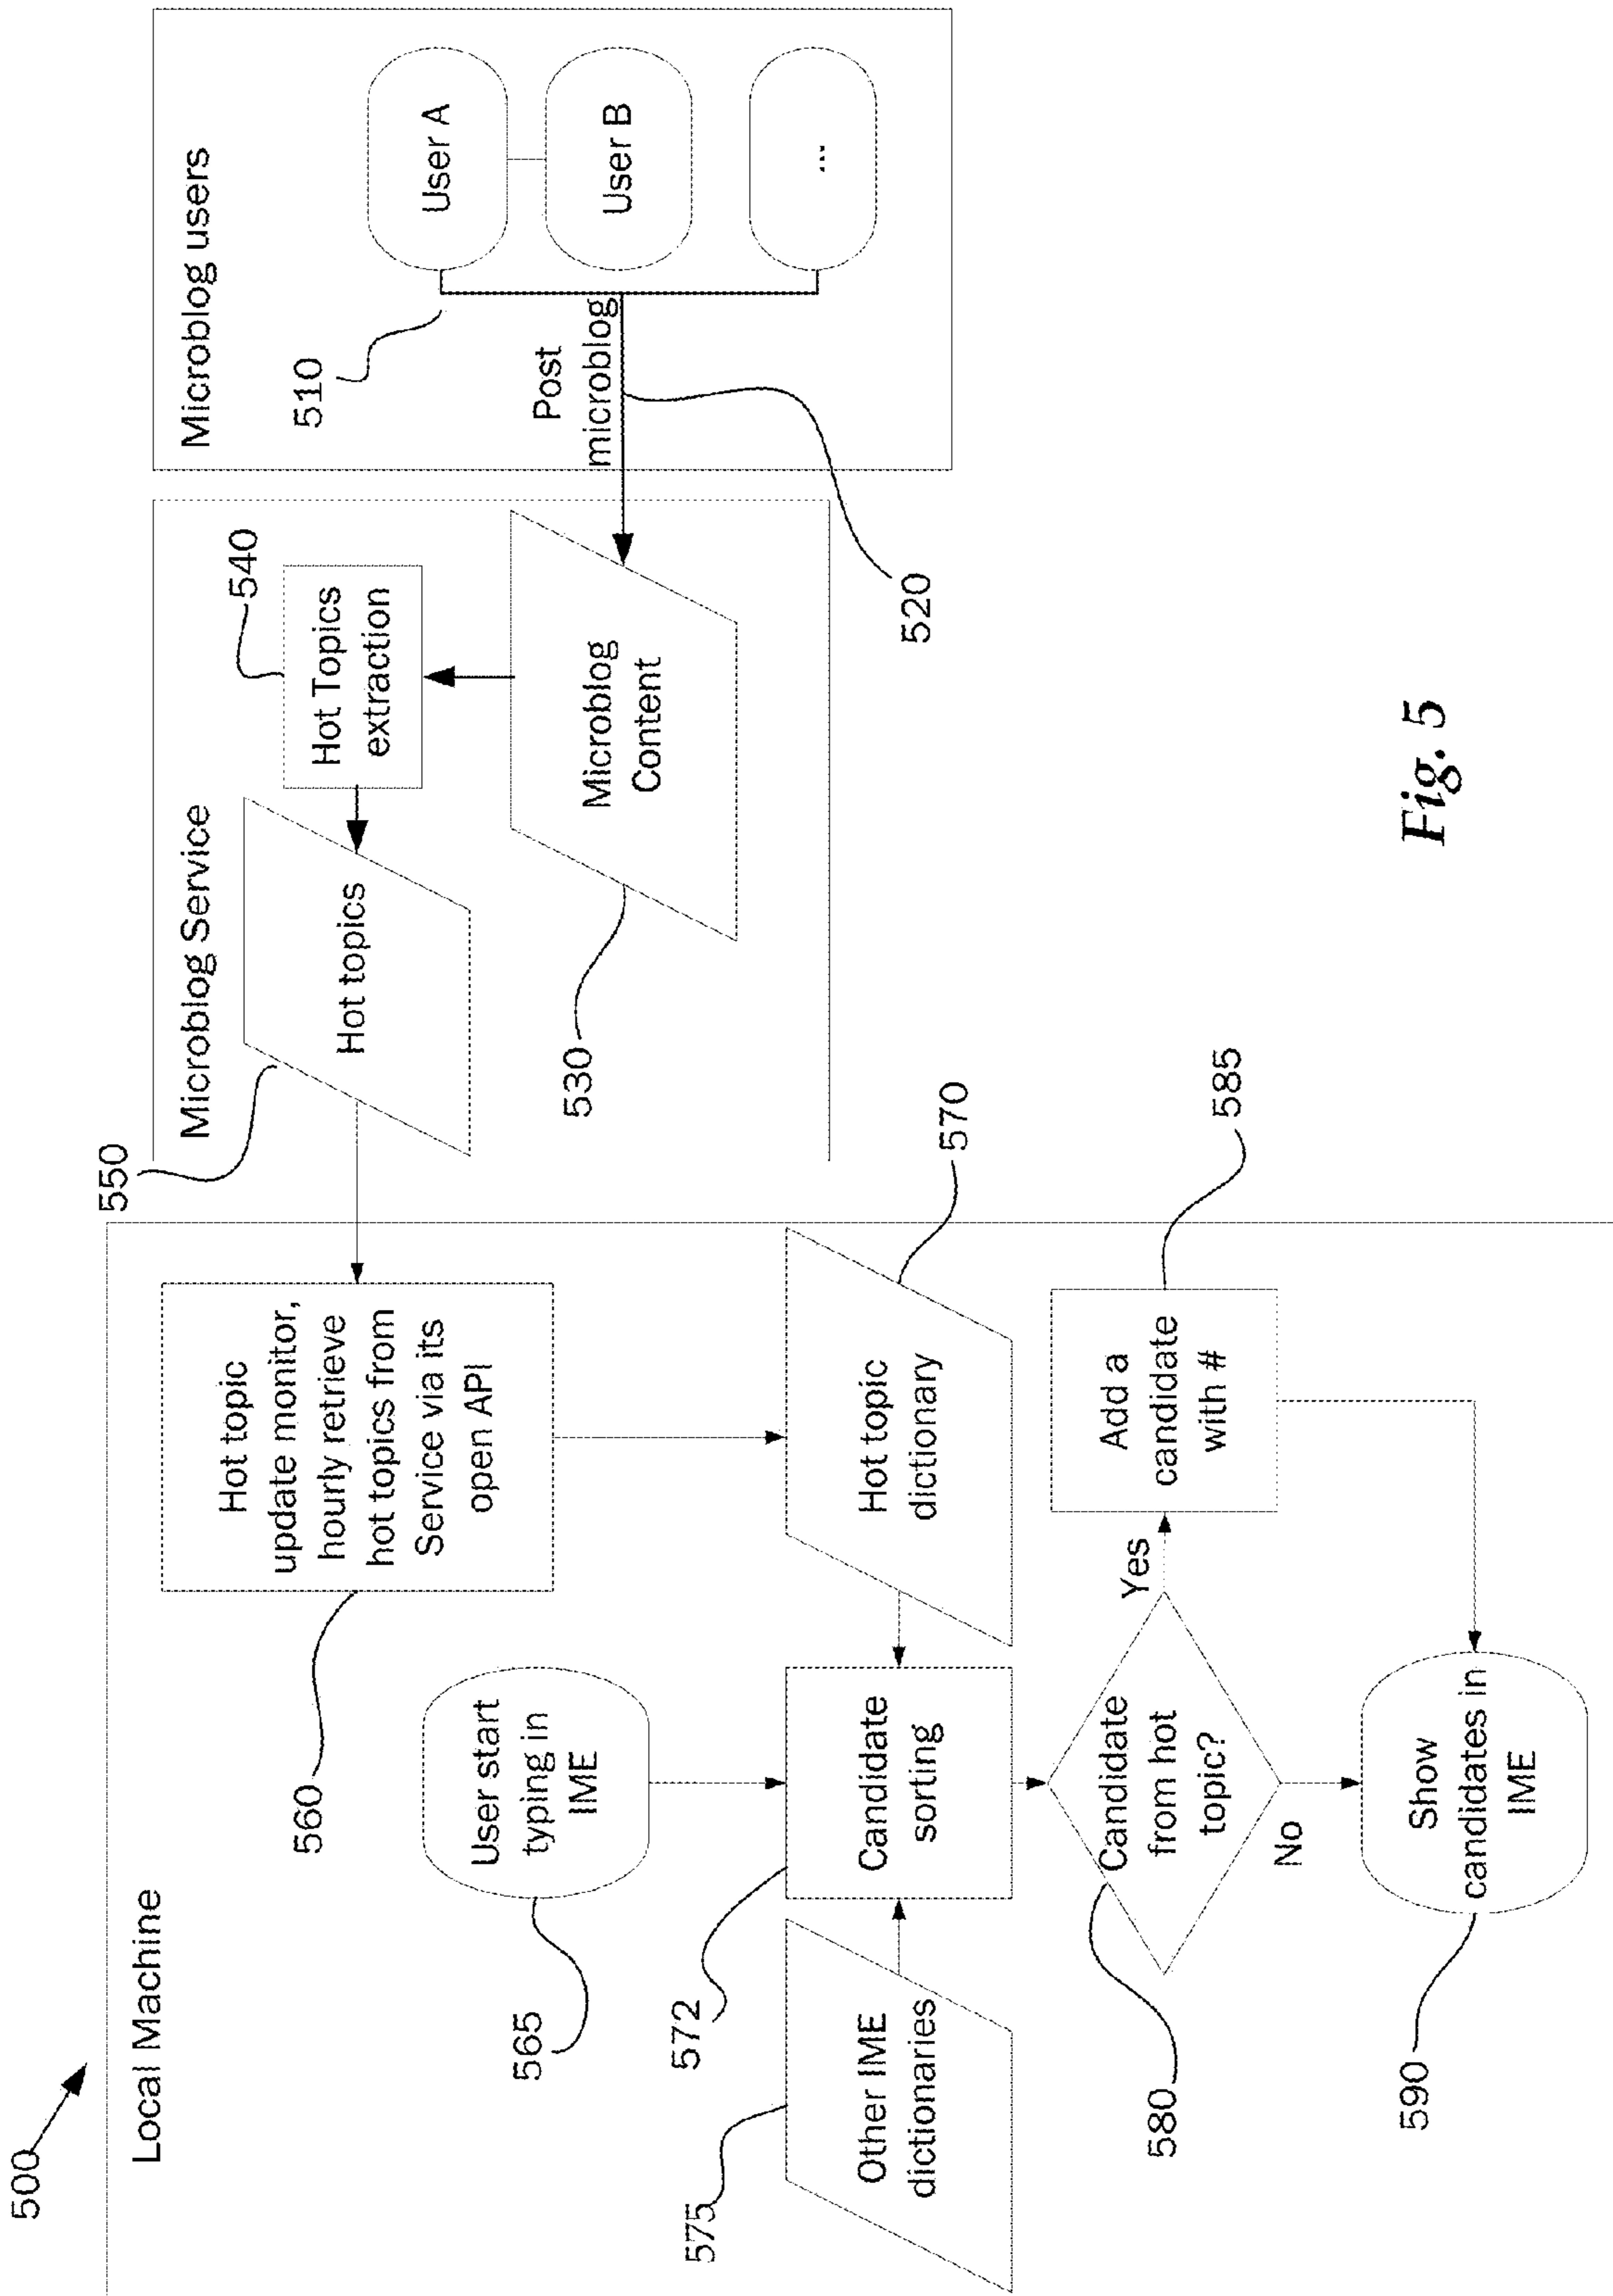 500
Local Machine
Microblog Service
Microblog users
560
Hot topic
update monitor,
hourly retrieve
hot topics from
Service via its
open API
550
Hot topics
540
Hot Topics
extraction
530
Microblog
Content
520
Post
microblog
510
User A
User B
...
565
User start
typing in
IME
575
Other IME
dictionaries
572
Candidate
sorting
570
Hot topic
dictionary
580
Candidate
from hot
topic?
Yes
No
585
Add a
candidate
with #
590
Show
candidates in
IME
Fig. 5